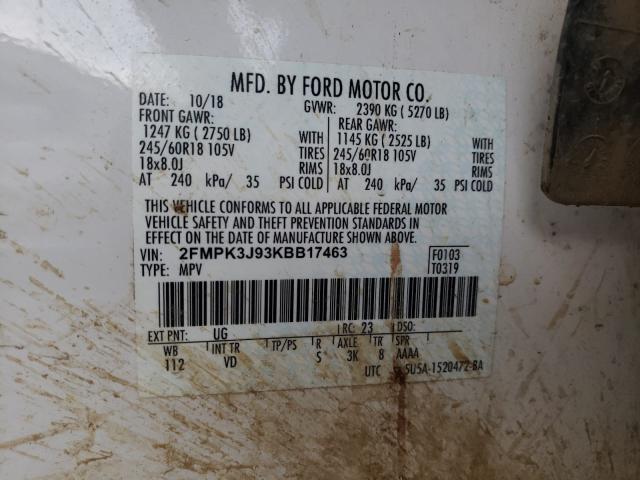 MFD. BY FORD MOTOR CO.
DATE: 10/18 GVWR: 2390 KG ( 5270 LB)
FRONT GAWR: REAR GAWR:
1247 KG ( 2750 LB) WITH 1145 KG ( 2525 LB) WITH
245/60R18 105V TIRES 245/60R18 105V TIRES
18x8.0J RIMS 18x8.0J RIMS
AT 240 kPa/ 35 PSI COLD AT 240 kPa/ 35 PSI COLD
THIS VEHICLE CONFORMS TO ALL APPLICABLE FEDERAL MOTOR
VEHICLE SAFETY AND THEFT PREVENTION STANDARDS IN
EFFECT ON THE DATE OF MANUFACTURE SHOWN ABOVE.
VIN: 2FMPK3J93KBB17463 F0103
TYPE: MPV T0319
EXT PNT: UG RC: 23 DSO:
WB INT TR TP/PS R AXLE TR SPR
112 VD S 3K 8 AAAA
UTC 5U5A-1520472-BA